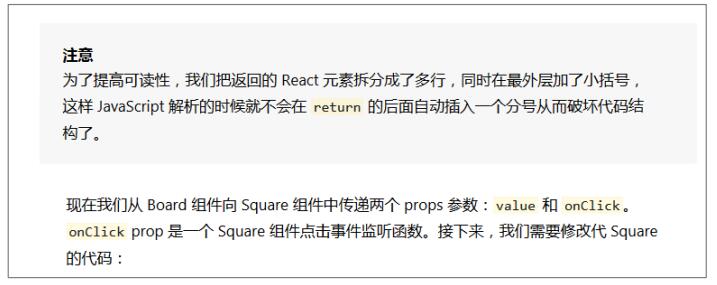 注意
为了提高可读性，我们把返回的 React 元素拆分成了多行，同时在最外层加了小括号，
这样 JavaScript 解析的时候就不会在 return 的后面自动插入一个分号从而破坏代码结
构了。
现在我们从 Board 组件向 Square 组件中传递两个 props 参数：value 和 onClick。
onClick prop 是一个 Square 组件点击事件监听函数。接下来，我们需要修改代 Square
的代码：